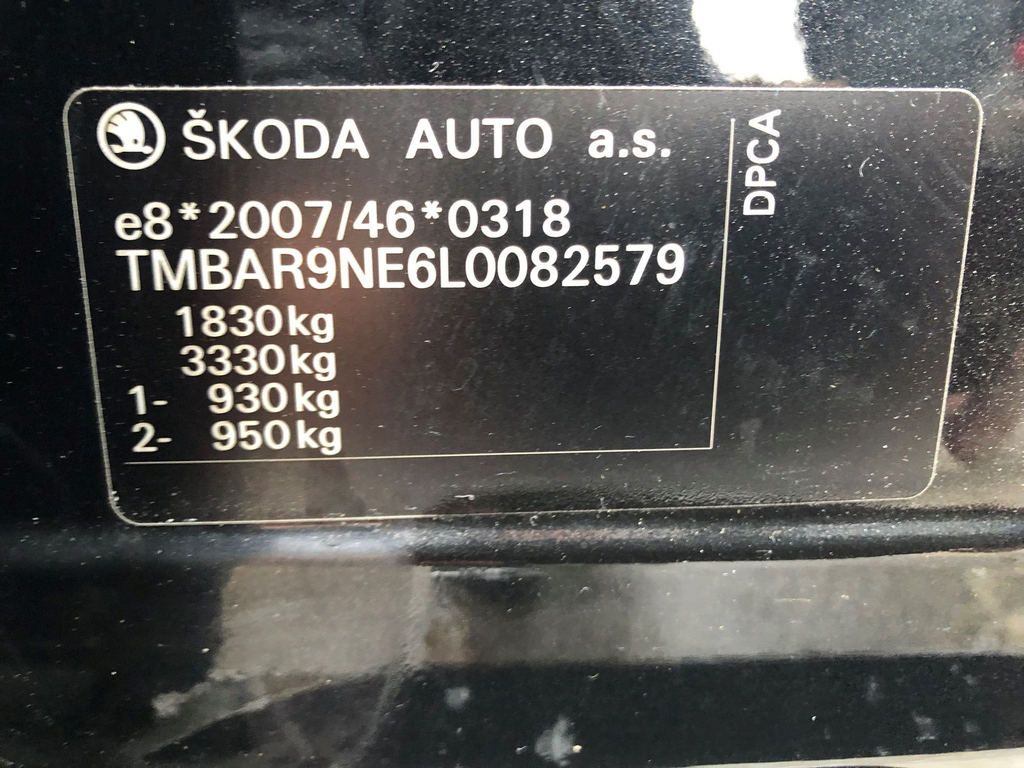 ŠKODA AUTO a.s.
e8*2007/46*0318
TMBAR9NE6L0082579
1830kg
3330kg
1- 930kg
2- 950kg
DPCA